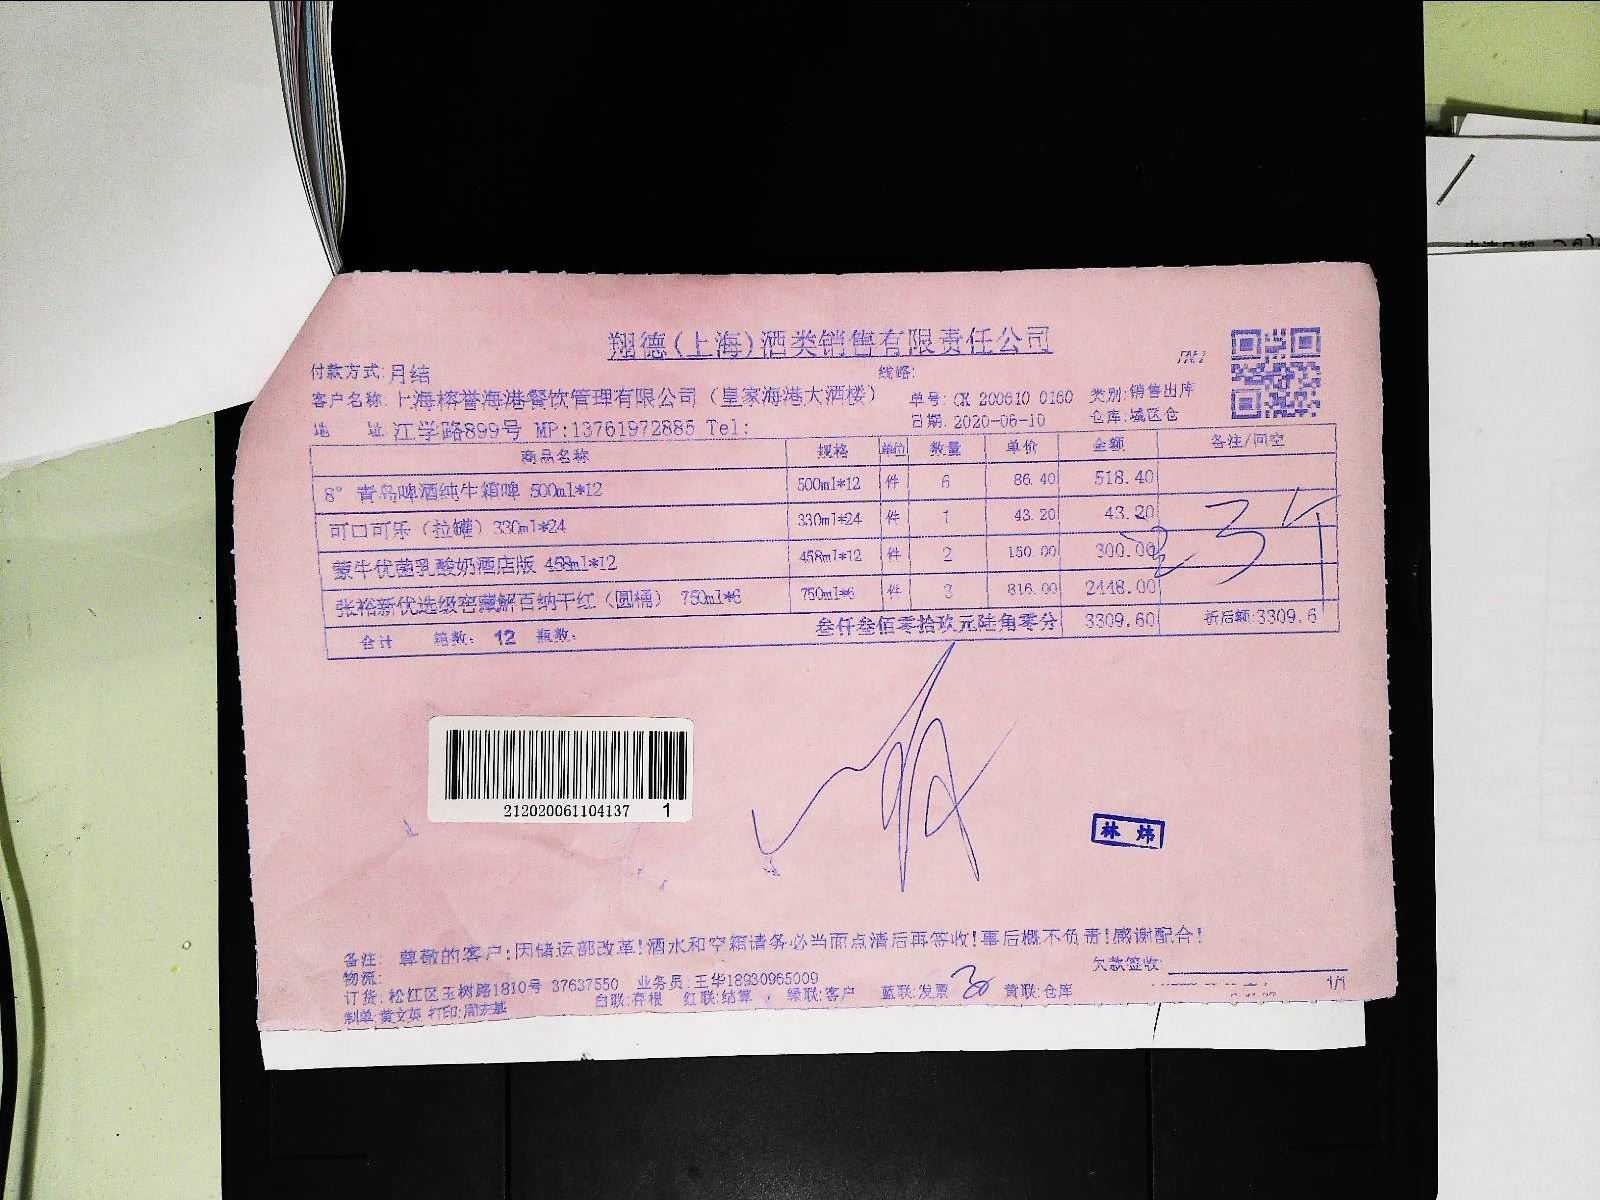 翔德(上海)酒类销售有限责任公司
付款方式:月结 线路:
客户名称:上海榕誉海港餐饮管理有限公司（皇家海港大酒楼） 单号:CK 200610 0160 类别:销售出库
地 址 江学路899号 MP:13761972885 Tel: 日期:2020-06-10 仓库:城区仓
商品名称 规格 单位 数量 单价 金额 备注/回空
8° 青岛啤酒纯生箱啤 500ml*12 500ml*12 件 6 86.40 518.40
可口可乐（拉罐）330ml*24 330ml*24 件 1 43.20 43.20
蒙牛优菌乳酸奶酒店版 458ml*12 458ml*12 件 2 150.00 300.00
张裕新优选级窖藏解百纳干红（圆桶） 750ml*6 750ml*6 件 3 816.00 2448.00
合计 箱数: 12 瓶数: 叁仟叁佰零拾玖元陆角零分 3309.60 折后额:3309.6
212020061104137 1
林 炜
备注: 尊敬的客户:因储运部改革!酒水和空箱请务必当面点清后再签收!事后概不负责!感谢配合!
物流: 欠款签收:
订货: 松江区玉树路1810号 37637550 业务员:王华18930965009
白联:存根 红联:结算 绿联:客户 蓝联:发票 黄联:仓库 1/1
制单:黄文英 打印: